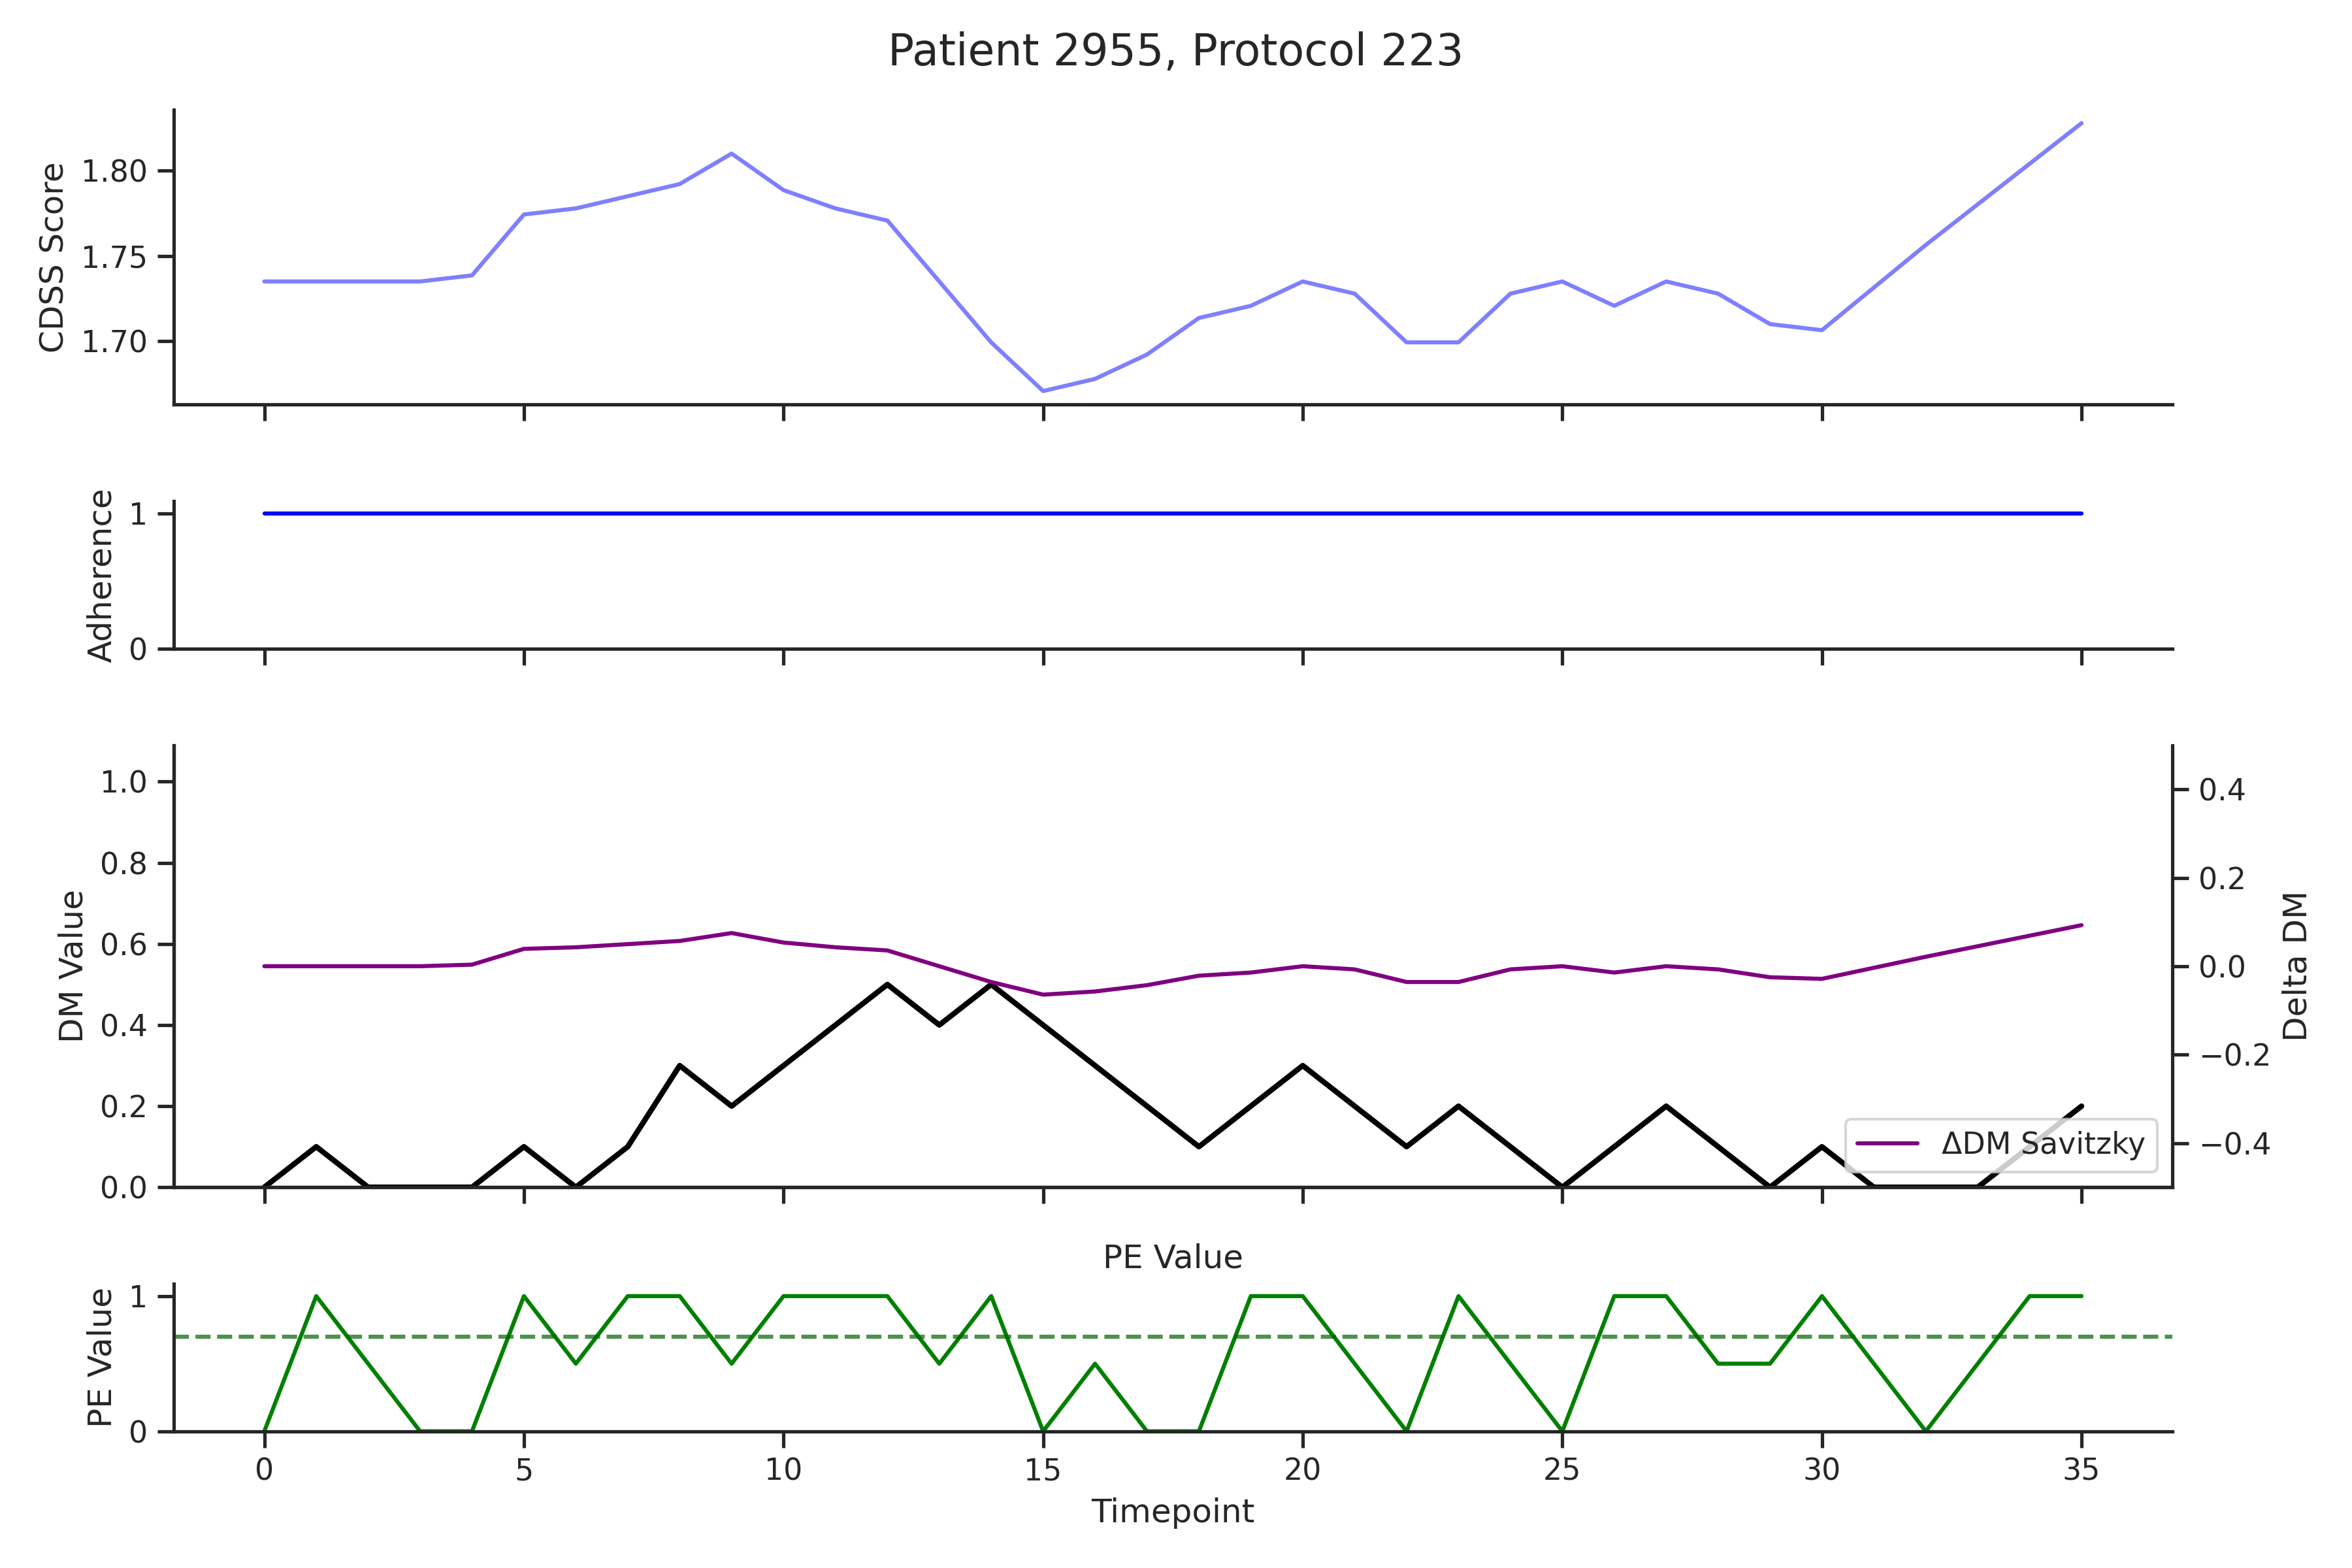 Patient 2955, Protocol 223
CDSS Score
1.80
1.75
1.70
Adherence
1
0
DM Value
1.0
0.8
0.6
0.4
0.2
0.0
Delta DM
0.4
0.2
0.0
−0.2
−0.4
ΔDM Savitzky
PE Value
PE Value
1
0
0 5 10 15 20 25 30 35
Timepoint